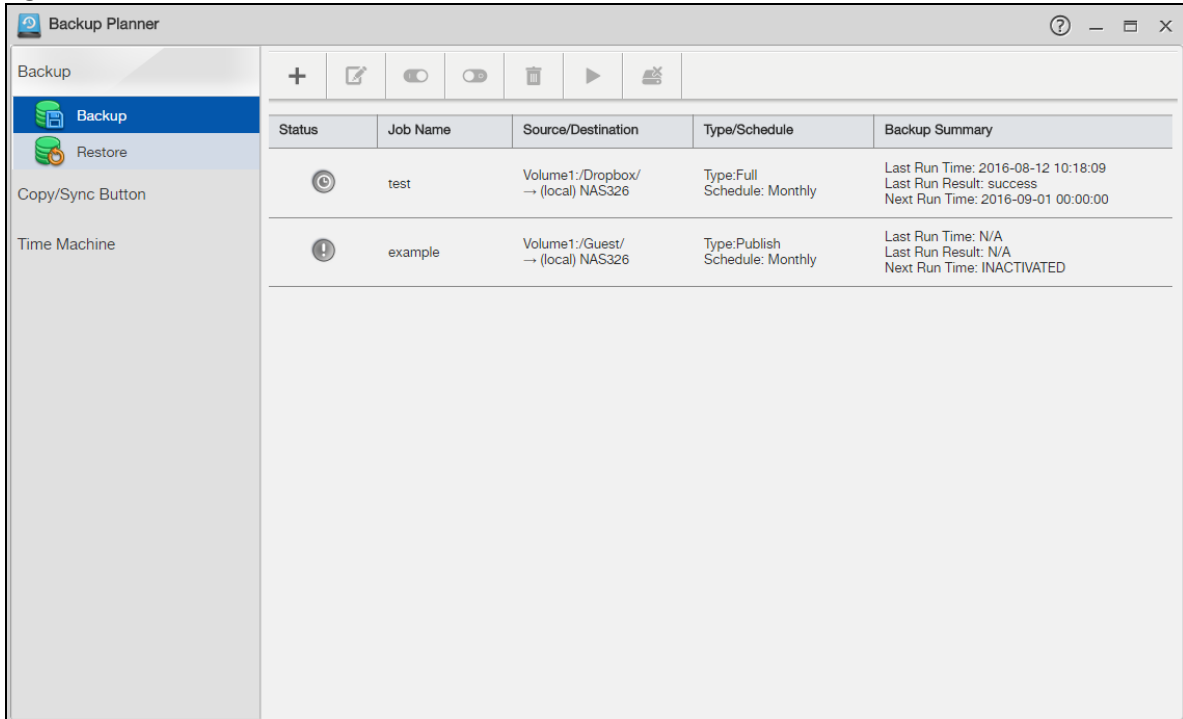 Backup Planner
Backup
Backup
Restore
Copy/Sync Button
Time Machine
Status Job Name Source/Destination Type/Schedule Backup Summary
test
Volume1:/Dropbox/
→ (local) NAS326
Type:Full
Schedule: Monthly
Last Run Time: 2016-08-12 10:18:09
Last Run Result: success
Next Run Time: 2016-09-01 00:00:00
example
Volume1:/Guest/
→ (local) NAS326
Type:Publish
Schedule: Monthly
Last Run Time: N/A
Last Run Result: N/A
Next Run Time: INACTIVATED